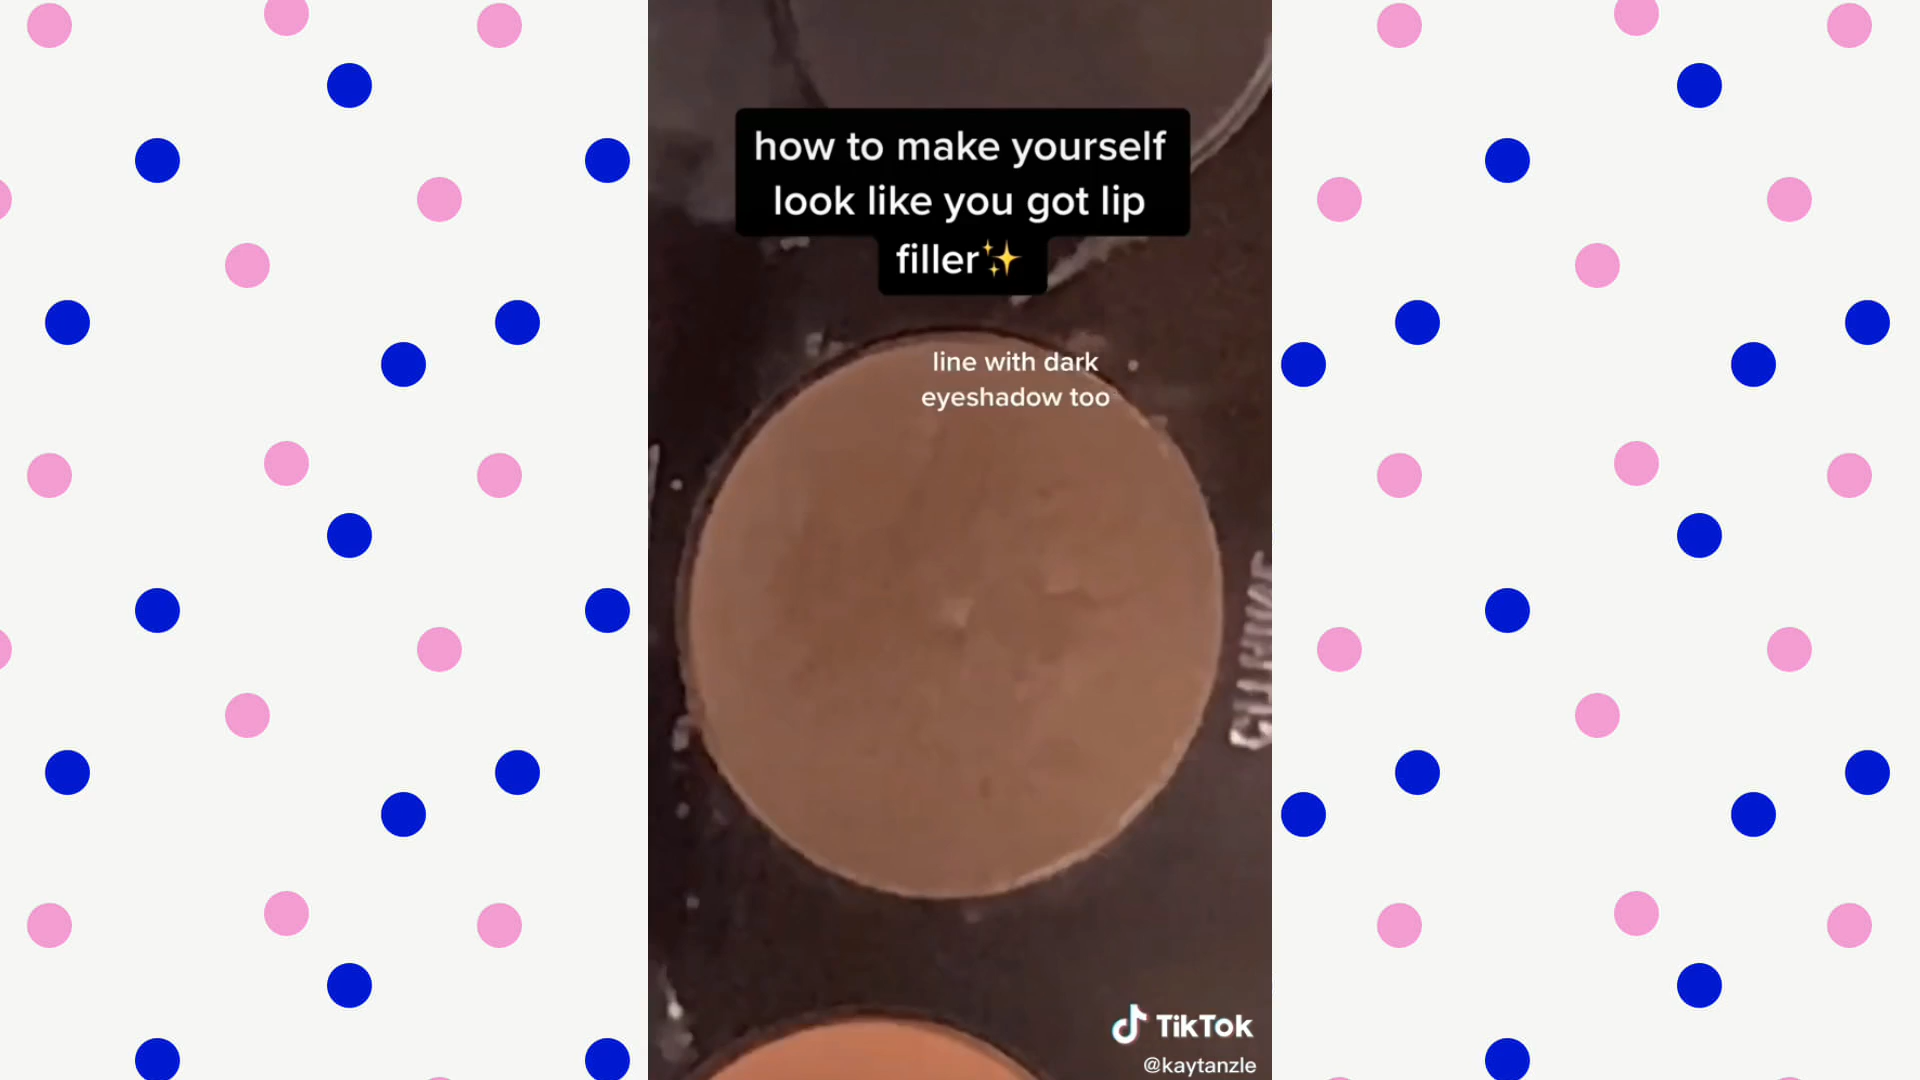 how to make yourself
look like you got lip
filler✨
line with dark
eyeshadow too
TikTok
@kaytanzle